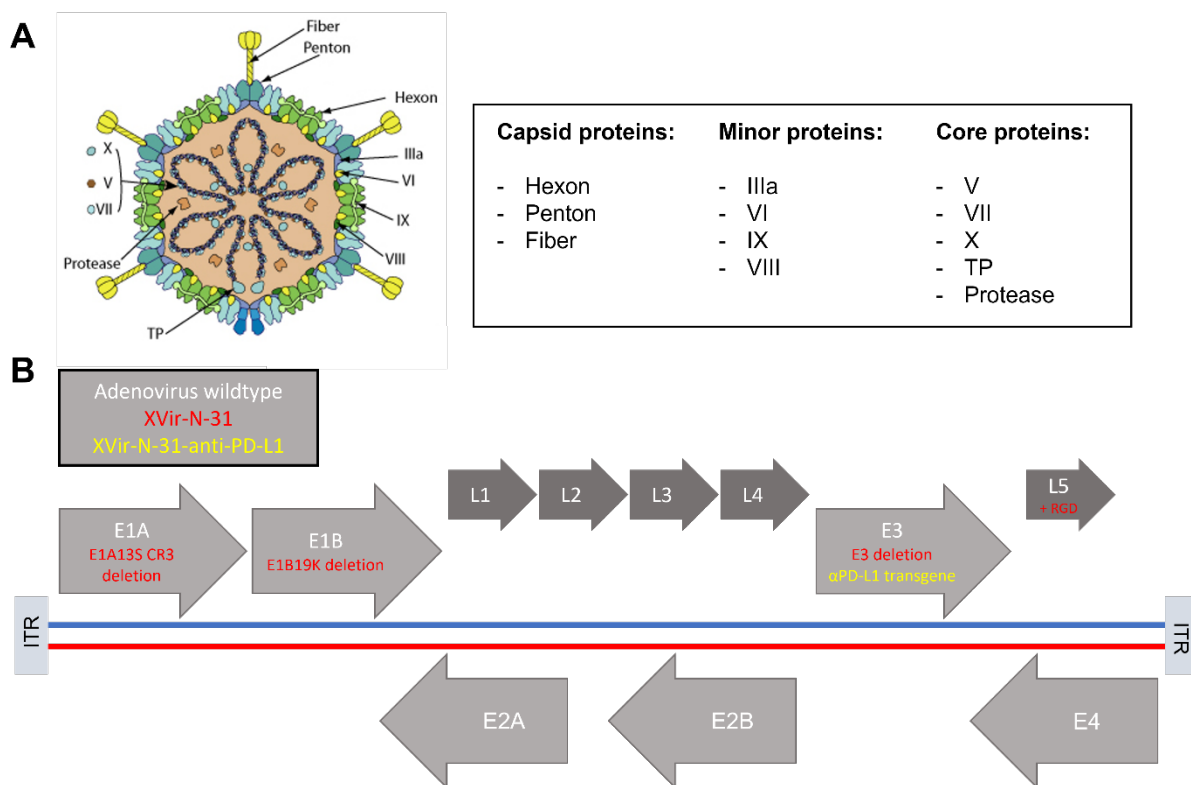 A
Fiber
Penton
Hexon
IIIa
VI
IX
VIII
X
V
VII
Protease
TP
Capsid proteins:
- Hexon
- Penton
- Fiber
Minor proteins:
- IIIa
- VI
- IX
- VIII
Core proteins:
- V
- VII
- X
- TP
- Protease
B
Adenovirus wildtype
XVir-N-31
XVir-N-31-anti-PD-L1
E1A
E1A13S CR3
deletion
E1B
E1B19K deletion
L1
L2
L3
L4
E3
E3 deletion
αPD-L1 transgene
L5
+ RGD
ITR
ITR
E2A
E2B
E4